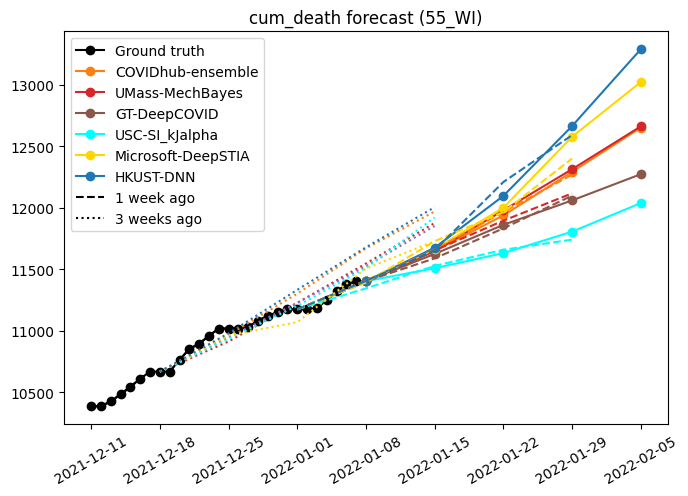 cum_death forecast (55_WI)
Ground truth
COVIDhub-ensemble
UMass-MechBayes
GT-DeepCOVID
USC-SI_kJalpha
Microsoft-DeepSTIA
HKUST-DNN
1 week ago
3 weeks ago
13000
12500
12000
11500
11000
10500
2021-12-11
2021-12-18
2021-12-25
2022-01-01
2022-01-08
2022-01-15
2022-01-22
2022-01-29
2022-02-05